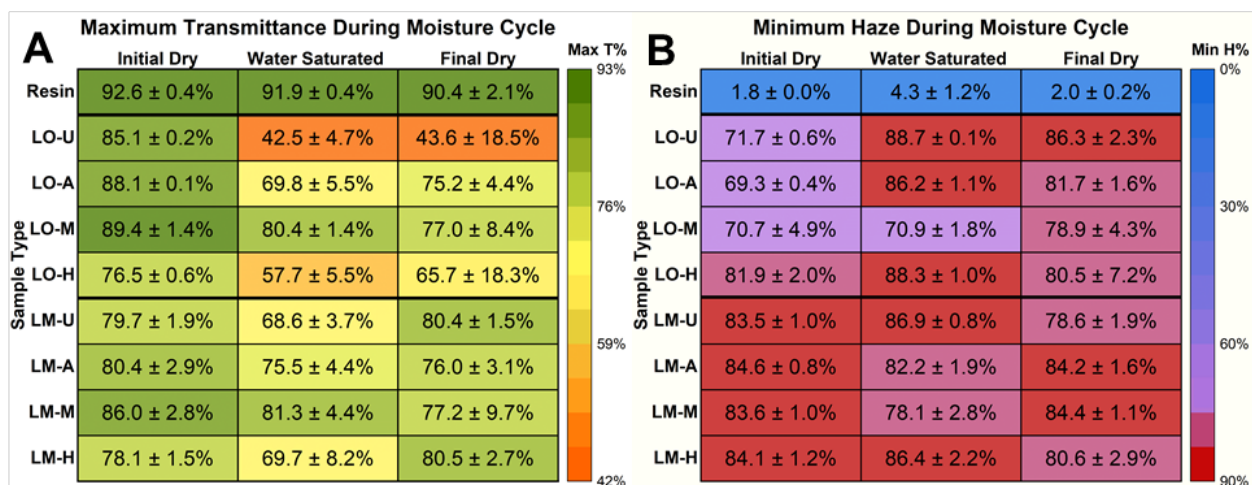 A Maximum Transmittance During Moisture Cycle
Initial Dry Water Saturated Final Dry Max T%
Resin 92.6 ± 0.4% 91.9 ± 0.4% 90.4 ± 2.1% 93%
LO-U 85.1 ± 0.2% 42.5 ± 4.7% 43.6 ± 18.5%
LO-A 88.1 ± 0.1% 69.8 ± 5.5% 75.2 ± 4.4%
76%
LO-M 89.4 ± 1.4% 80.4 ± 1.4% 77.0 ± 8.4%
LO-H 76.5 ± 0.6% 57.7 ± 5.5% 65.7 ± 18.3%
LM-U 79.7 ± 1.9% 68.6 ± 3.7% 80.4 ± 1.5%
59%
LM-A 80.4 ± 2.9% 75.5 ± 4.4% 76.0 ± 3.1%
LM-M 86.0 ± 2.8% 81.3 ± 4.4% 77.2 ± 9.7%
LM-H 78.1 ± 1.5% 69.7 ± 8.2% 80.5 ± 2.7%
42%
Sample Type
B Minimum Haze During Moisture Cycle
Initial Dry Water Saturated Final Dry Min H%
Resin 1.8 ± 0.0% 4.3 ± 1.2% 2.0 ± 0.2% 0%
LO-U 71.7 ± 0.6% 88.7 ± 0.1% 86.3 ± 2.3%
LO-A 69.3 ± 0.4% 86.2 ± 1.1% 81.7 ± 1.6%
30%
LO-M 70.7 ± 4.9% 70.9 ± 1.8% 78.9 ± 4.3%
LO-H 81.9 ± 2.0% 88.3 ± 1.0% 80.5 ± 7.2%
LM-U 83.5 ± 1.0% 86.9 ± 0.8% 78.6 ± 1.9%
60%
LM-A 84.6 ± 0.8% 82.2 ± 1.9% 84.2 ± 1.6%
LM-M 83.6 ± 1.0% 78.1 ± 2.8% 84.4 ± 1.1%
LM-H 84.1 ± 1.2% 86.4 ± 2.2% 80.6 ± 2.9%
90%
Sample Type